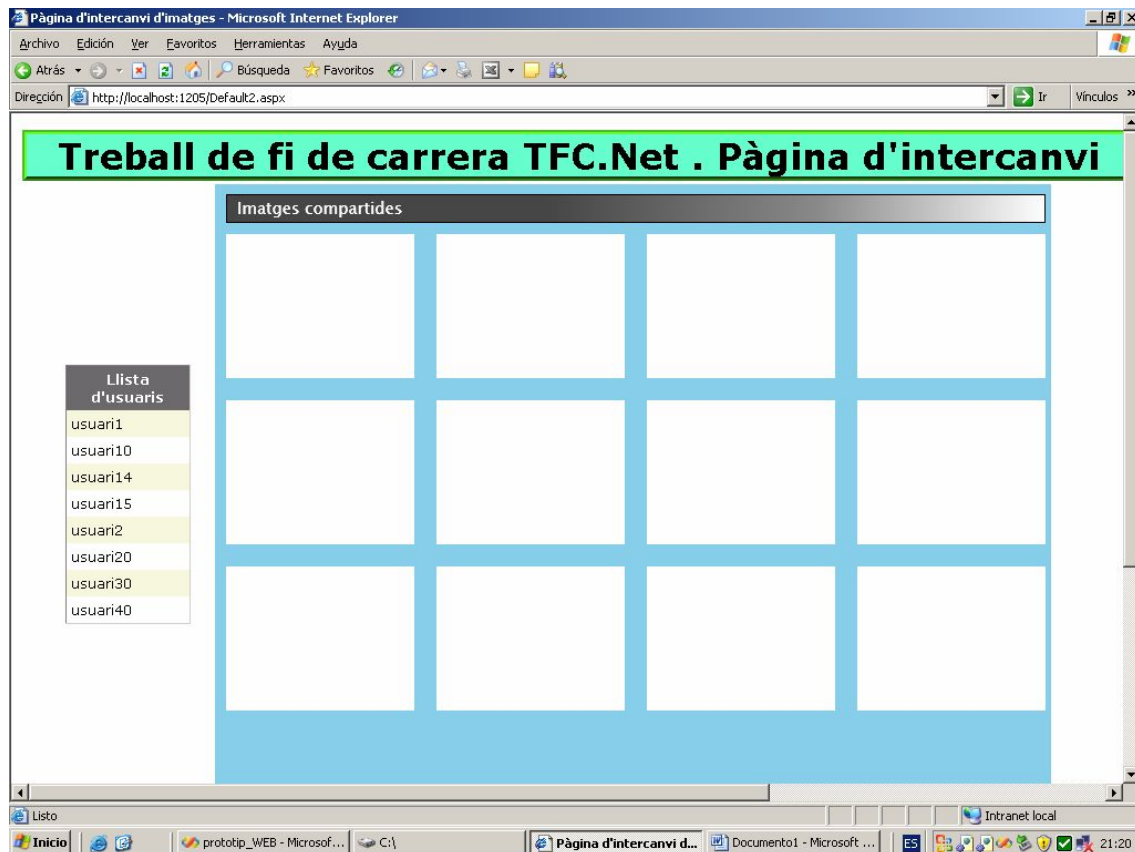 Pàgina d'intercanvi d'imatges - Microsoft Internet Explorer
Archivo Edición Ver Favoritos Herramientas Ayuda
Atrás Búsqueda Favoritos
Dirección http://localhost:1205/Default2.aspx Ir Vínculos »
Treball de fi de carrera TFC.Net . Pàgina d'intercanvi
Imatges compartides
Llista
d'usuaris
usuari1
usuari10
usuari14
usuari15
usuari2
usuari20
usuari30
usuari40
Listo Intranet local
Inicio prototip_WEB - Microsof... C:\ Pàgina d'intercanvi d... Documento1 - Microsoft ... ES 21:20